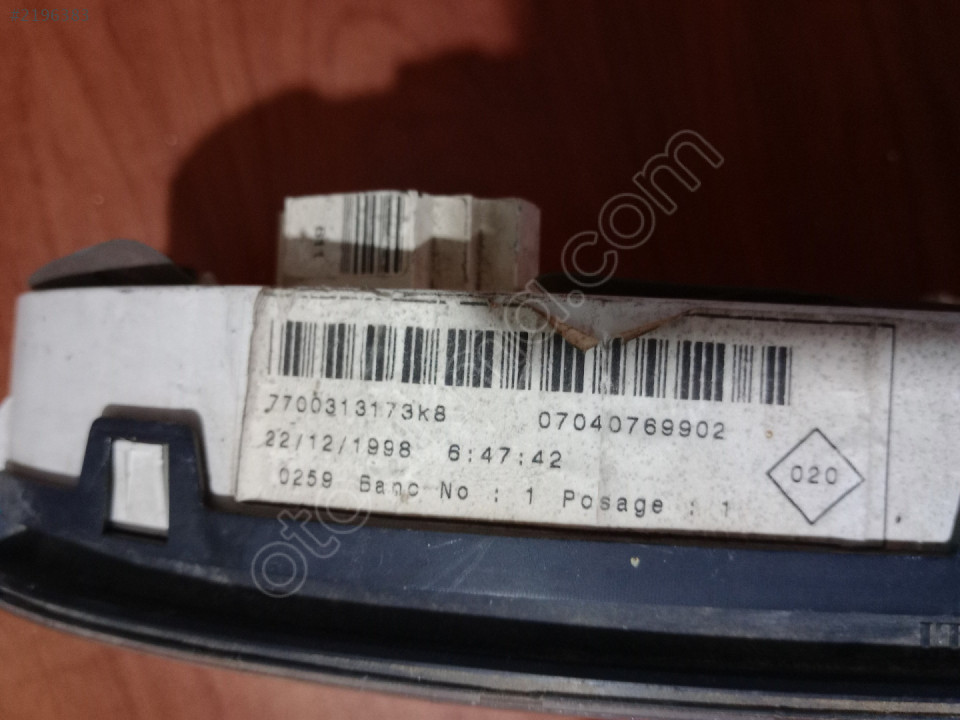 7700313173k8 07040769902
22/12/1998 6:47:42
0259 Banc No : 1 Posage : 1
020